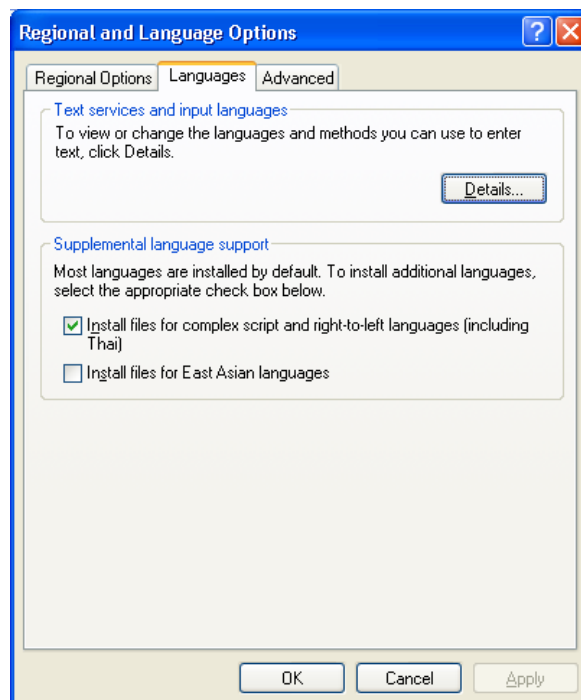 Regional and Language Options
Regional Options Languages Advanced
Text services and input languages
To view or change the languages and methods you can use to enter
text, click Details.
Details...
Supplemental language support
Most languages are installed by default. To install additional languages,
select the appropriate check box below.
Install files for complex script and right-to-left languages (including
Thai)
Install files for East Asian languages
OK Cancel Apply